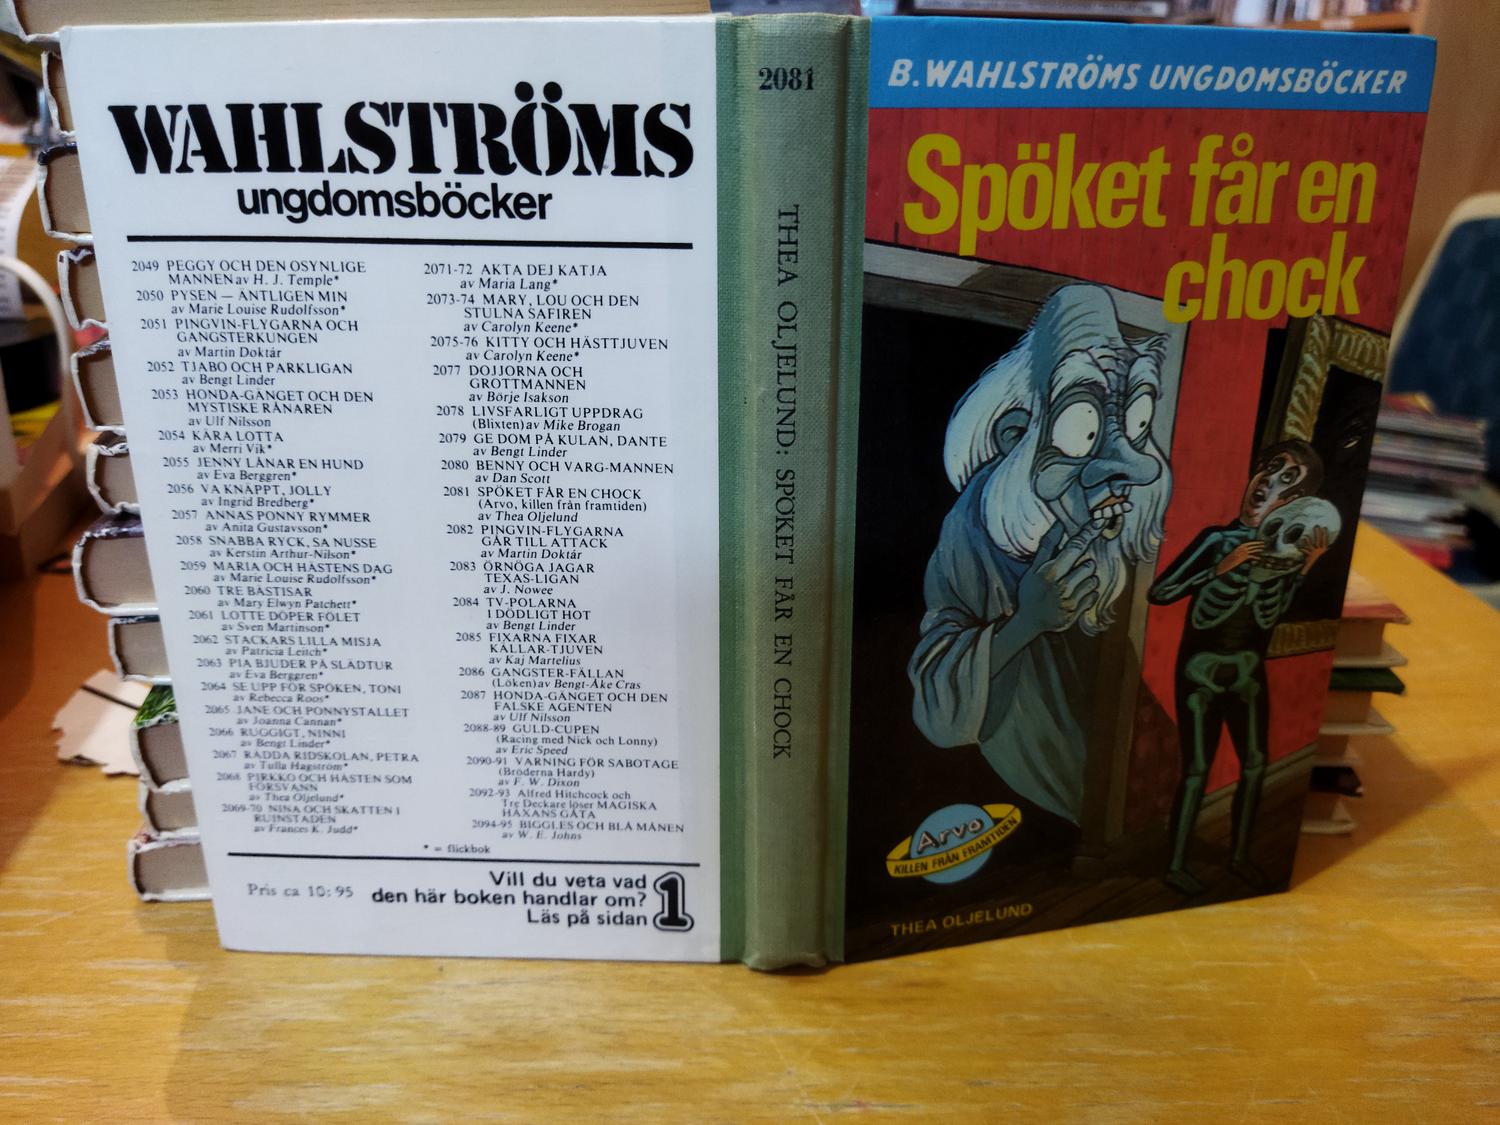 WAHLSTRÖMS
ungdomsböcker
2049 PEGGY OCH DEN OSYNLIGE
MANNEN av H. J. Temple*
2050 PYSEN — ÄNTLIGEN MIN
av Marie Louise Rudolfsson*
2051 PINGVIN-FLYGARNA OCH
GANGSTERKUNGEN
av Martin Doktár
2052 TJABO OCH PARKLIGAN
av Bengt Linder
2053 HONDA-GÄNGET OCH DEN
MYSTISKE RÅNAREN
av Ulf Nilsson
2054 KÄRA LOTTA
av Merri Vik*
2055 JENNY LÅNAR EN HUND
av Eva Berggren*
2056 VA KNÄPPT, JOLLY
av Ingrid Bredberg*
2057 ANNAS PONNY RYMMER
av Anita Gustavsson*
2058 SNABBA RYCK, SA NUSSE
av Kerstin Arthur-Nilson*
2059 MARIA OCH HÄSTENS DAG
av Marie Louise Rudolfsson*
2060 TRE BASTISAR
av Mary Elwyn Patchett*
2061 LOTTE DÖPER FÖLET
av Sven Martinson*
2062 STACKARS LILLA MISJA
av Patricia Leitch*
2063 PIA BJUDER PÅ SLÄDTUR
av Eva Berggren*
2064 SE UPP FÖR SPÖKEN, TONI
av Rebecca Roos*
2065 JANE OCH PONNYSTALLET
av Joanna Cannan*
2066 RUGGIGT, NINNI
av Bengt Linder*
2067 RÄDDA RIDSKOLAN, PETRA
av Tulla Hagström*
2068 PIRKKO OCH HÄSTEN SOM
FÖRSVANN
av Thea Oljelund*
2069-70 NINA OCH SKATTEN I
RUINSTADEN
av Frances K. Judd*
2071-72 AKTA DEJ KATJA
av Maria Lang*
2073-74 MARY, LOU OCH DEN
STULNA SAFIREN
av Carolyn Keene*
2075-76 KITTY OCH HÄSTTJUVEN
av Carolyn Keene*
2077 DOJJORNA OCH
GROTTMANNEN
av Börje Isakson
2078 LIVSFARLIGT UPPDRAG
(Blixten) av Mike Brogan
2079 GE DOM PÅ KULAN, DANTE
av Bengt Linder
2080 BENNY OCH VARG-MANNEN
av Dan Scott
2081 SPÖKET FÅR EN CHOCK
(Arvo, killen från framtiden)
av Thea Oljelund
2082 PINGVIN-FLYGARNA
GÅR TILL ATTACK
av Martin Doktár
2083 ÖRNÖGA JAGAR
TEXAS-LIGAN
av J. Nowee
2084 TV-POLARNA
I DÖDLIGT HOT
av Bengt Linder
2085 FIXARNA FIXAR
KÄLLAR-TJUVEN
av Kaj Martelius
2086 GANGSTER-FÄLLAN
(Löken) av Bengt-Åke Cras
2087 HONDA-GÄNGET OCH DEN
FALSKE AGENTEN
av Ulf Nilsson
2088-89 GULD-CUPEN
(Racing med Nick och Lonny)
av Eric Speed
2090-91 VARNING FÖR SABOTAGE
(Bröderna Hardy)
av F. W. Dixon
2092-93 Alfred Hitchcock och
Tre Deckare löser MAGISKA
HÄXANS GÅTA
2094-95 BIGGLES OCH BLÅ MÅNEN
av W. E. Johns
* = flickbok
Pris ca 10:95
Vill du veta vad
den här boken handlar om?
Läs på sidan 1
2081
THEA OLJELUND: SPÖKET FÅR EN CHOCK
B. WAHLSTRÖMS UNGDOMSBÖCKER
Spöket får en
chock
Arvo
KILLEN FRÅN FRAMTIDEN
THEA OLJELUND